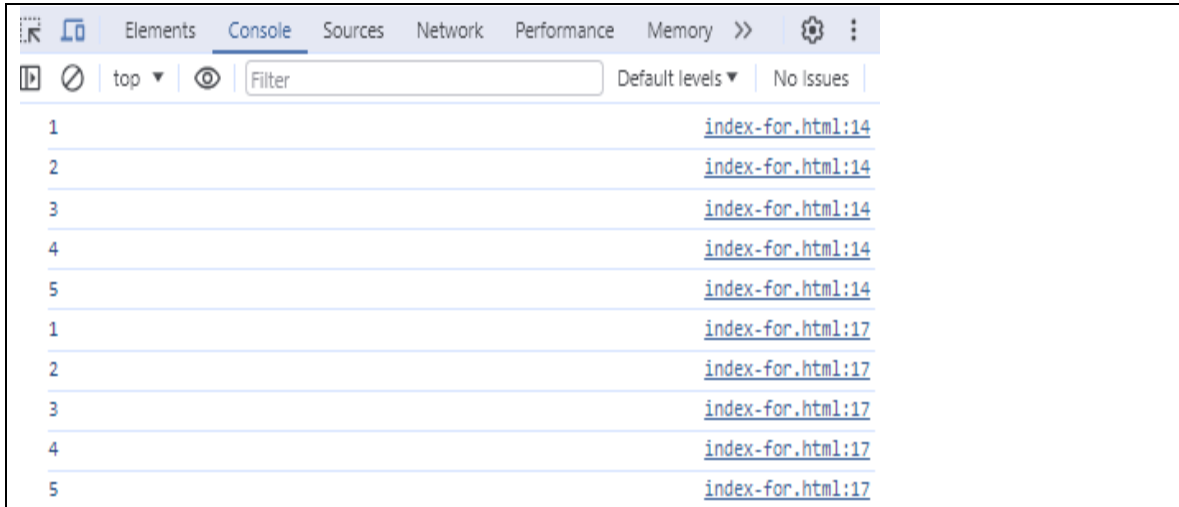 Elements Console Sources Network Performance Memory
top Filter Default levels No Issues
1 index-for.html:14
2 index-for.html:14
3 index-for.html:14
4 index-for.html:14
5 index-for.html:14
1 index-for.html:17
2 index-for.html:17
3 index-for.html:17
4 index-for.html:17
5 index-for.html:17